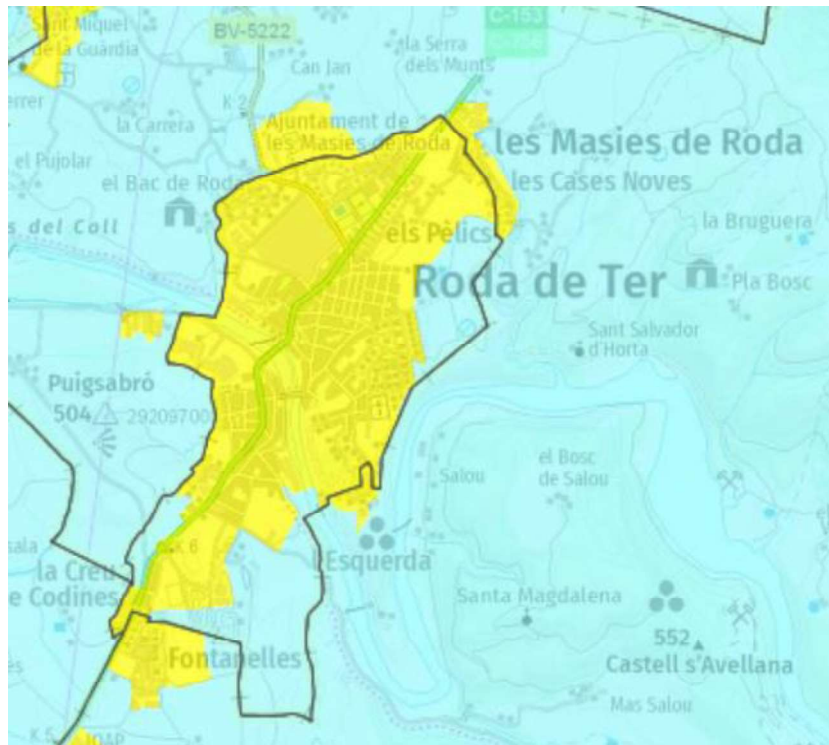 Sant Miquel
de la Guàrdia
BV-5222
C-153
la Serra
dels Munts
Can Jan
K 2
la Carrera
Ajuntament de
les Masies de Roda
les Masies de Roda
el Pujolar
el Bac de Roda
les Cases Noves
s del Coll
els Pèlics
la Bruguera
Roda de Ter
Pla Bosc
Sant Salvador
d'Horta
Puigsabró
504
29209700
el Bosc
de Salou
Salou
K 6
l'Esquerda
la Creu
e Codines
Santa Magdalena
552
Castell s'Avellana
Fontanelles
Mas Salou
K 5